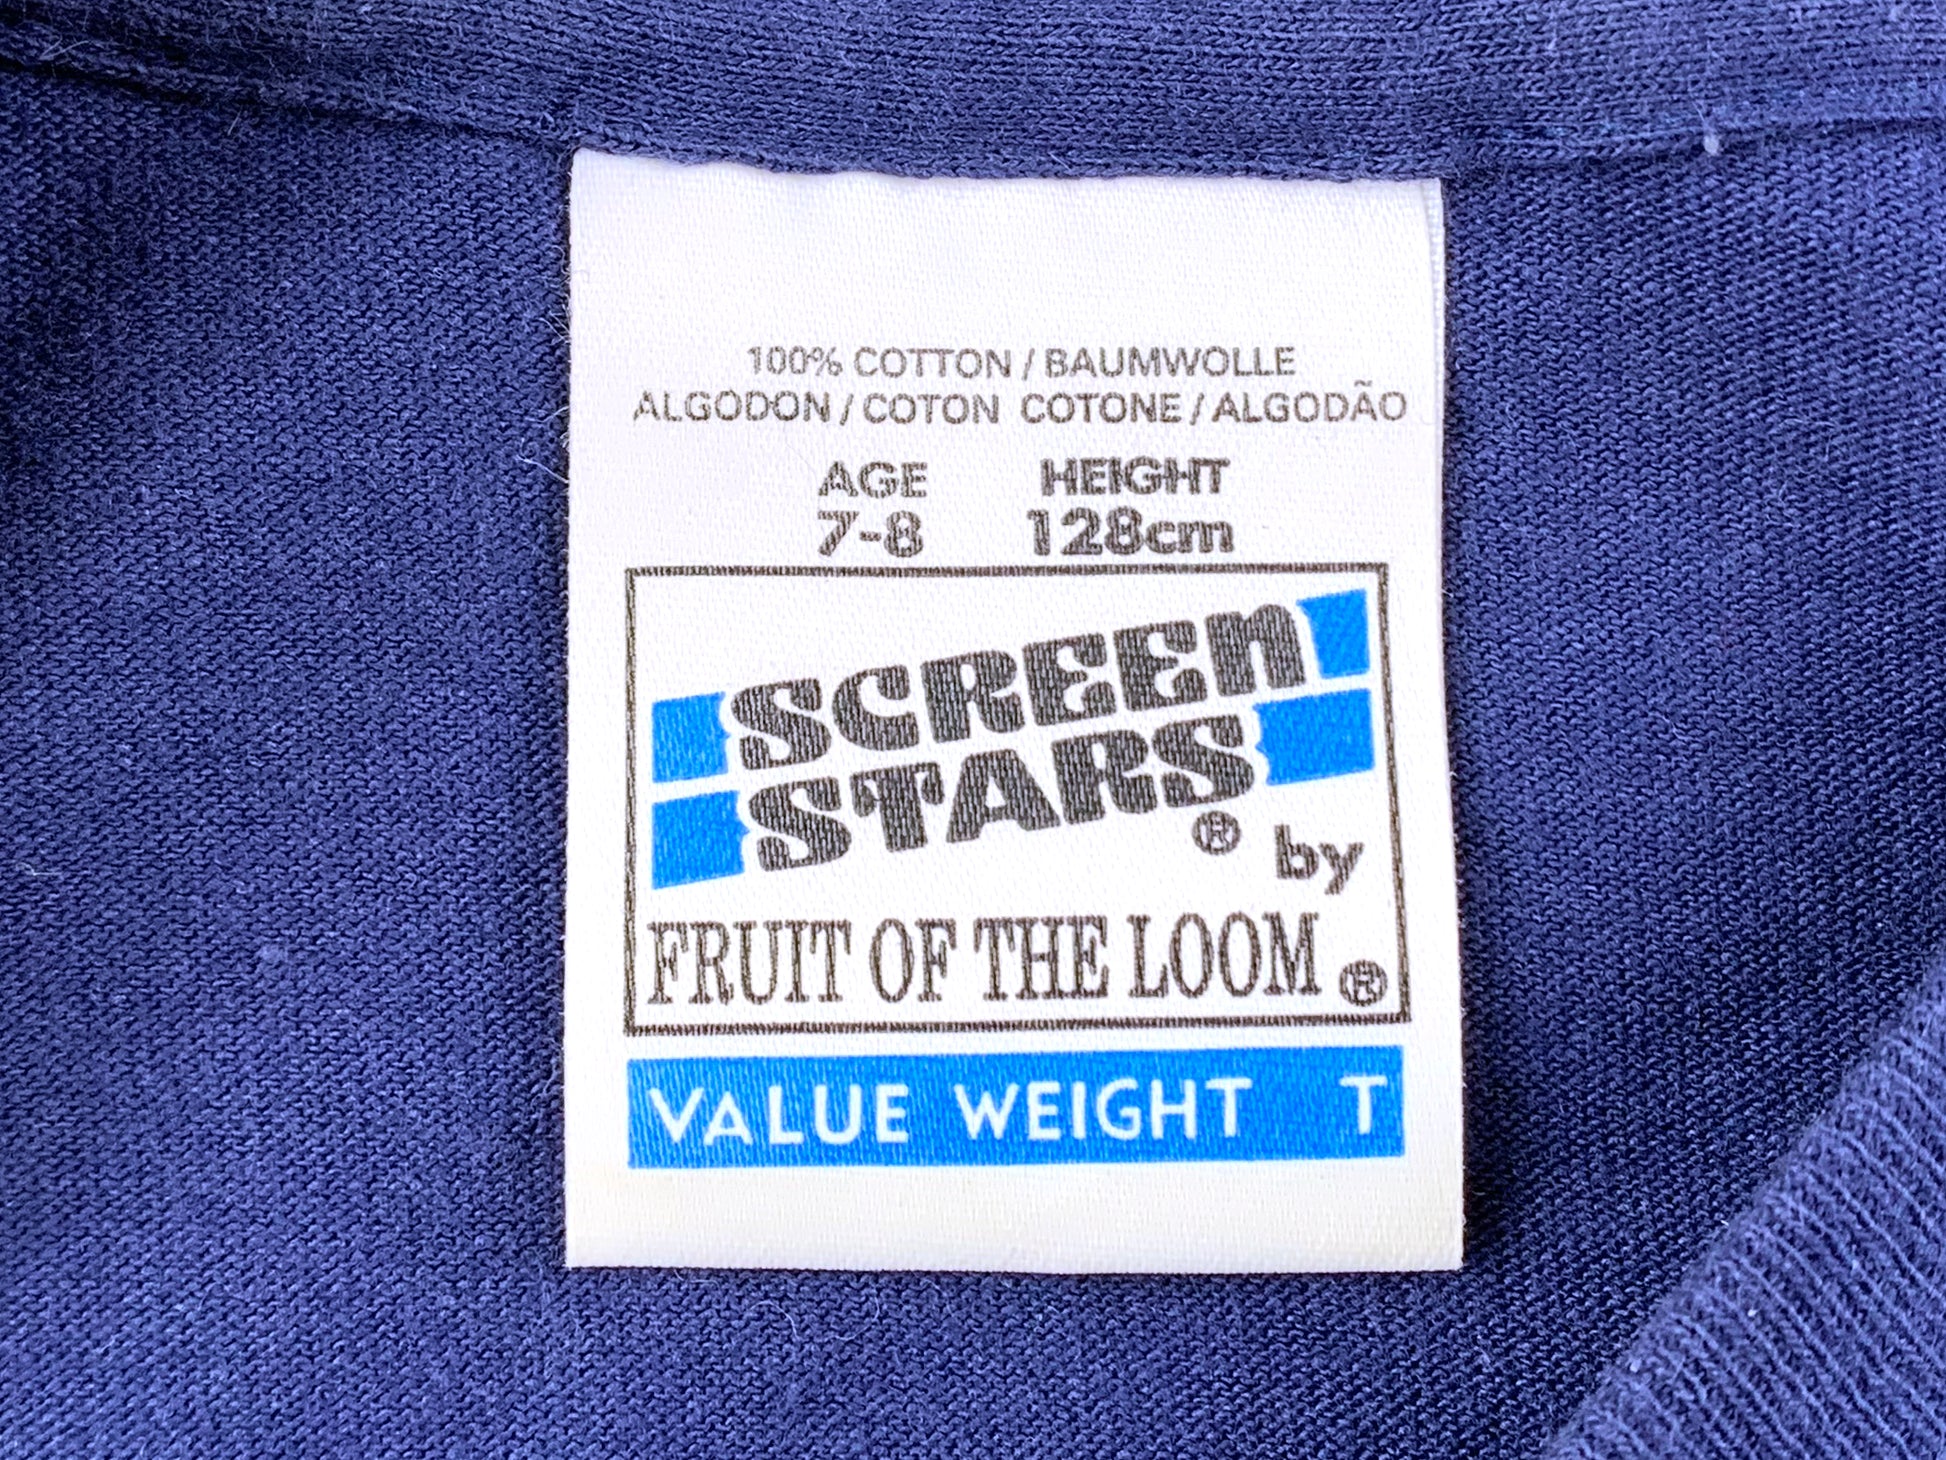 100% COTTON / BAUMWOLLE
ALGODON / COTON COTONE / ALGODÃO
AGE HEIGHT
7-8 128cm
SCREEN
STARS ® by
FRUIT OF THE LOOM ®
VALUE WEIGHT T